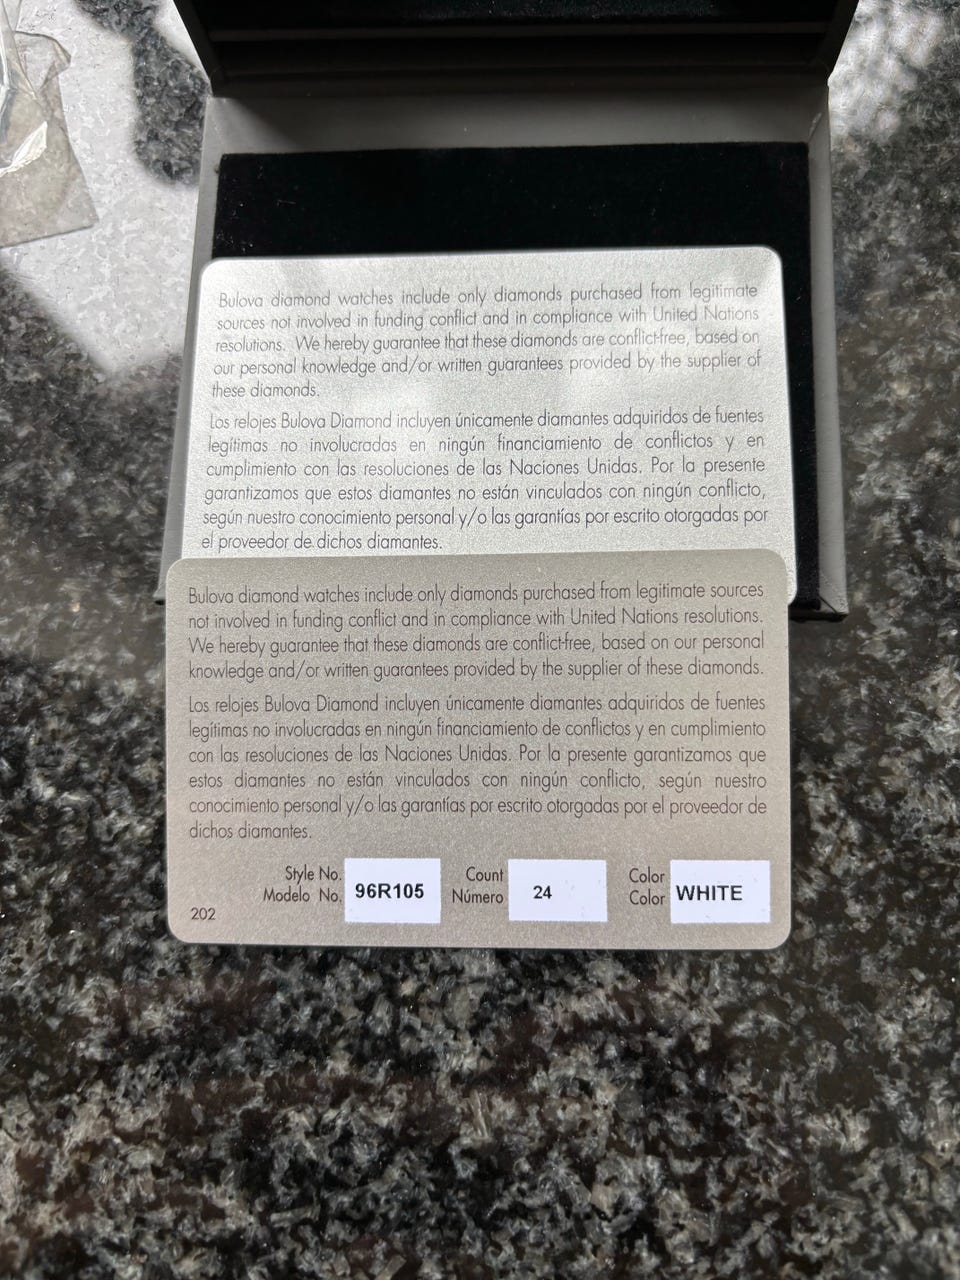 Bulova diamond watches include only diamonds purchased from legitimate
sources not involved in funding conflict and in compliance with United Nations
resolutions. We hereby guarantee that these diamonds are conflict-free, based on
our personal knowledge and/or written guarantees provided by the supplier of
these diamonds.
Los relojes Bulova Diamond incluyen únicamente diamantes adquiridos de fuentes
legítimas no involucradas en ningún financiamiento de conflictos y en
cumplimiento con las resoluciones de las Naciones Unidas. Por la presente
garantizamos que estos diamantes no están vinculados con ningún conflicto,
según nuestro conocimiento personal y/o las garantías por escrito otorgadas por
el proveedor de dichos diamantes.
Bulova diamond watches include only diamonds purchased from legitimate sources
not involved in funding conflict and in compliance with United Nations resolutions.
We hereby guarantee that these diamonds are conflict-free, based on our personal
knowledge and/or written guarantees provided by the supplier of these diamonds.
Los relojes Bulova Diamond incluyen únicamente diamantes adquiridos de fuentes
legítimas no involucradas en ningún financiamiento de conflictos y en cumplimiento
con las resoluciones de las Naciones Unidas. Por la presente garantizamos que
estos diamantes no están vinculados con ningún conflicto, según nuestro
conocimiento personal y/o las garantías por escrito otorgadas por el proveedor de
dichos diamantes.
Style No.
Modelo No.
96R105
Count
Número
24
Color
Color
WHITE
202